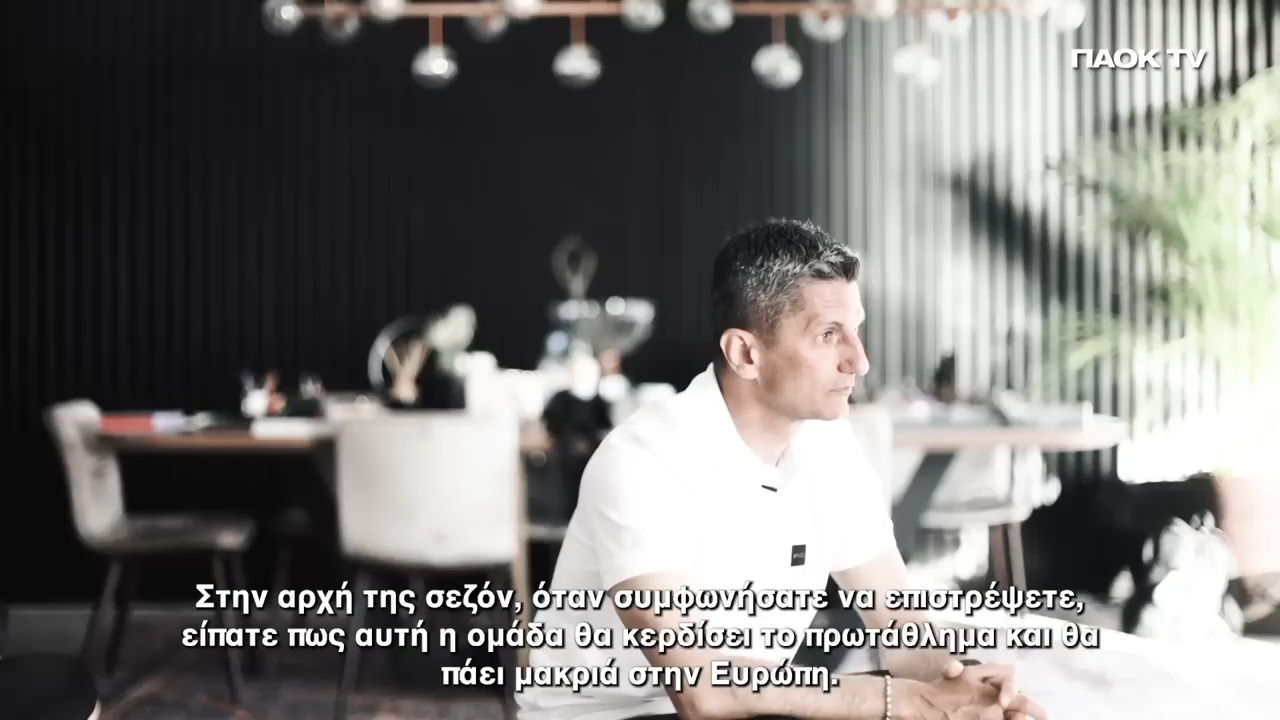 ΠΑΟΚ TV
Στην αρχή της σεζόν, όταν συμφωνήσατε να επιστρέψετε,
είπατε πως αυτή η ομάδα θα κερδίσει το πρωτάθλημα και θα
πάει μακριά στην Ευρώπη.